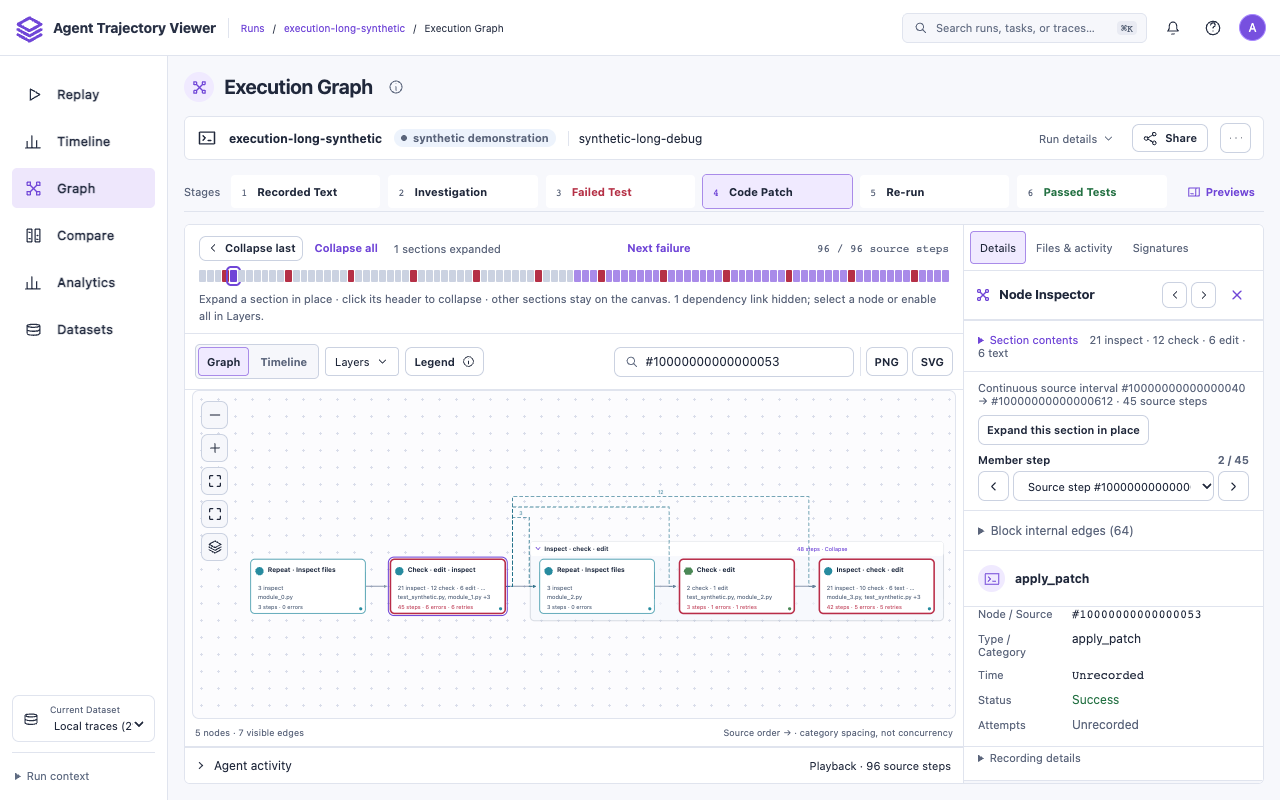 Agent Trajectory Viewer
Runs / execution-long-synthetic / Execution Graph
Search runs, tasks, or traces...
⌘K
A
Replay
Timeline
Graph
Compare
Analytics
Datasets
Current Dataset
Local traces (2
Run context
Execution Graph
execution-long-synthetic
synthetic demonstration
synthetic-long-debug
Run details
Share
...
Stages
1 Recorded Text
2 Investigation
3 Failed Test
4 Code Patch
5 Re-run
6 Passed Tests
Previews
Collapse last
Collapse all
1 sections expanded
Next failure
96 / 96 source steps
Expand a section in place · click its header to collapse · other sections stay on the canvas. 1 dependency link hidden; select a node or enable
all in Layers.
Graph
Timeline
Layers
Legend
#10000000000000053
PNG
SVG
12
3
Inspect · check · edit
48 steps · Collapse
Repeat · Inspect files
3 inspect
module_0.py
3 steps · 0 errors
Check · edit · inspect
21 inspect · 12 check · 6 edit · ...
test_synthetic.py, module_1.py +3
45 steps · 6 errors · 6 retries
Repeat · Inspect files
3 inspect
module_2.py
3 steps · 0 errors
Check · edit
2 check · 1 edit
test_synthetic.py, module_2.py
3 steps · 1 errors · 1 retries
Inspect · check · edit
21 inspect · 10 check · 6 test · ...
module_3.py, test_synthetic.py +3
42 steps · 5 errors · 5 retries
5 nodes · 7 visible edges
Source order → · category spacing, not concurrency
Agent activity
Playback · 96 source steps
Details
Files & activity
Signatures
Node Inspector
Section contents 21 inspect · 12 check · 6 edit ·
6 text
Continuous source interval #10000000000000040
→ #10000000000000612 · 45 source steps
Expand this section in place
Member step
2 / 45
Source step #1000000000000
Block internal edges (64)
apply_patch
Node / Source #10000000000000053
Type /
Category
apply_patch
Time Unrecorded
Status Success
Attempts Unrecorded
Recording details